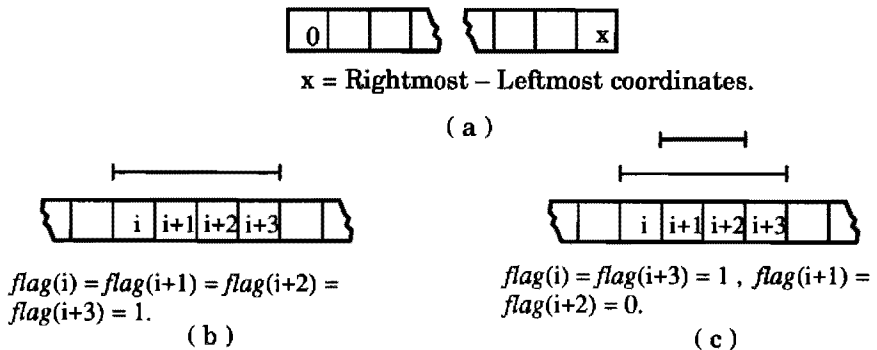 0 x
x = Rightmost – Leftmost coordinates.
( a )
i i+1 i+2 i+3
flag(i) = flag(i+1) = flag(i+2) =
flag(i+3) = 1.
( b )
i i+1 i+2 i+3
flag(i) = flag(i+3) = 1 , flag(i+1) =
flag(i+2) = 0.
( c )